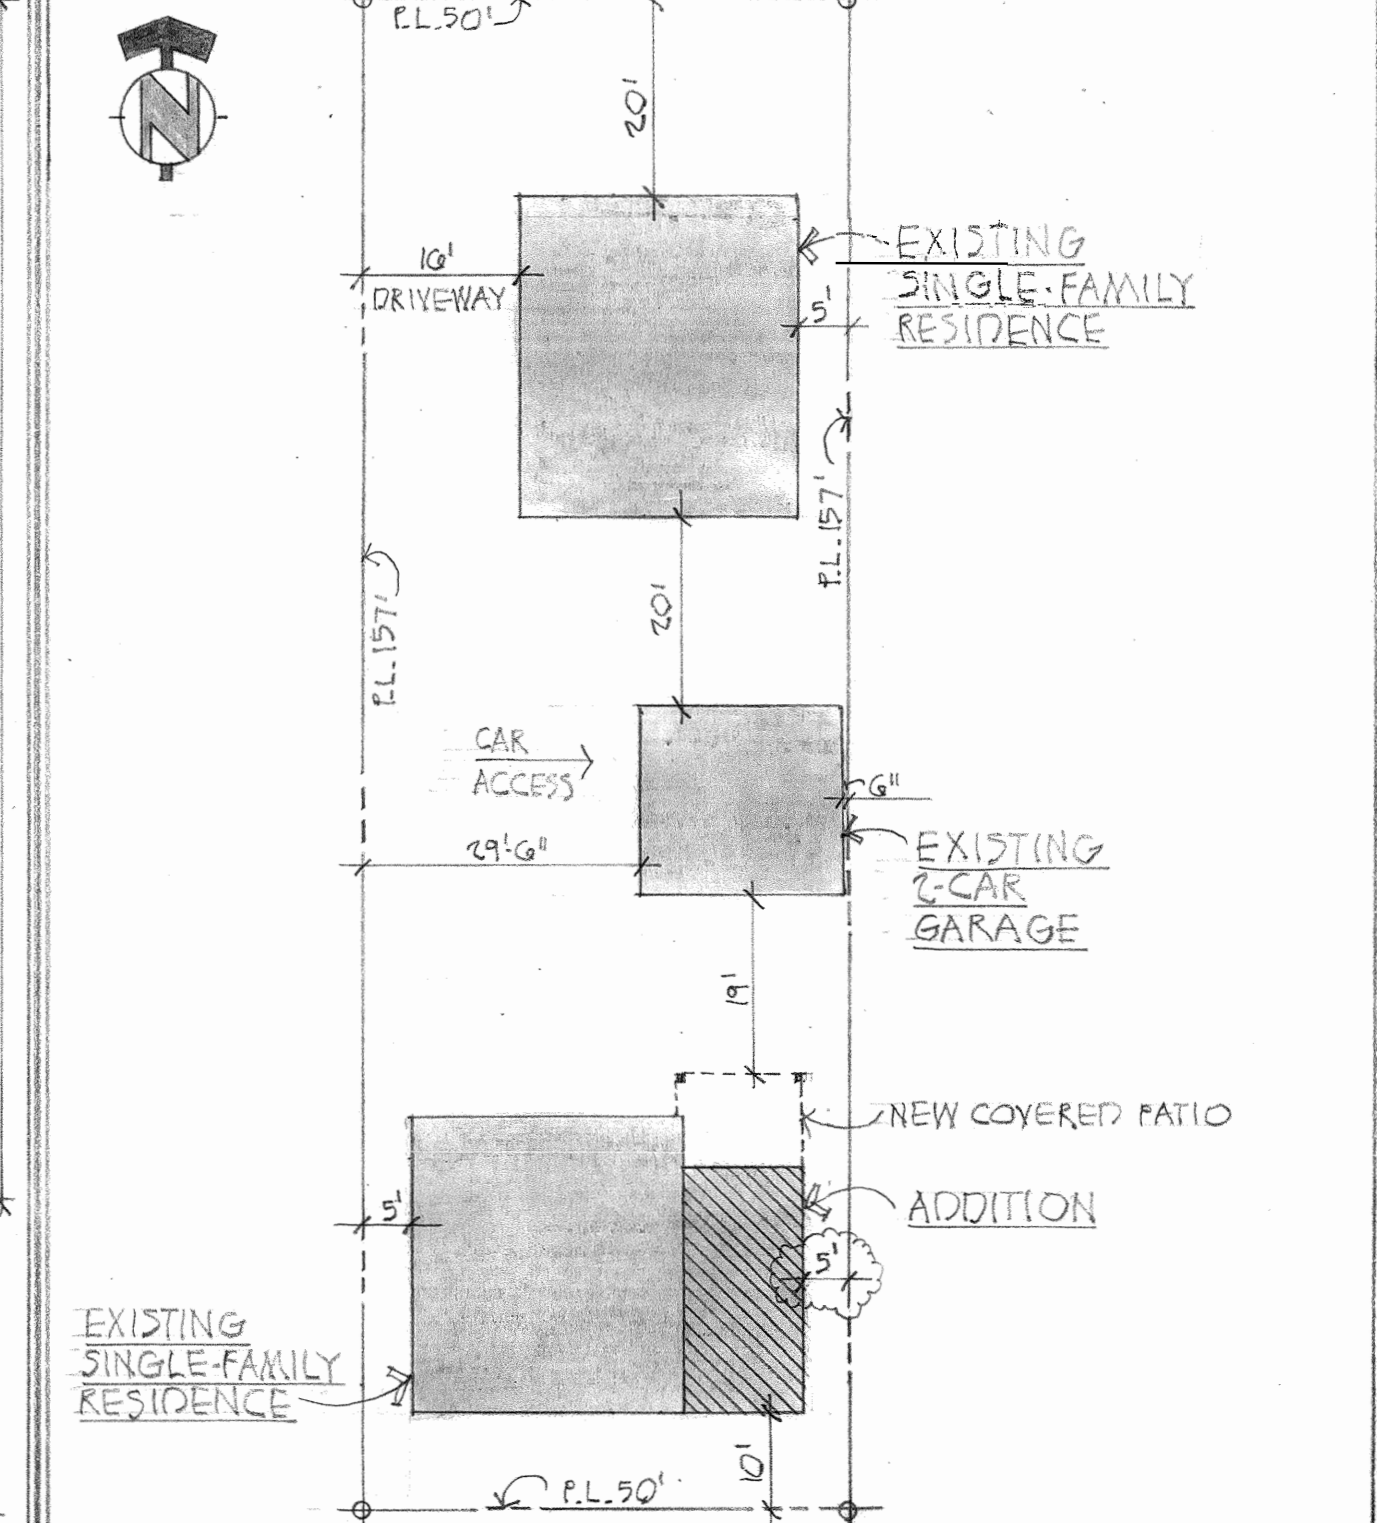 P.L. 50'
N
20'
EXISTING
SINGLE-FAMILY
RESIDENCE
16'
DRIVEWAY
5'
P.L. 157'
20'
P.L. 157'
CAR
ACCESS
6"
29'-6"
EXISTING
2-CAR
GARAGE
19'
NEW COVERED PATIO
5'
ADDITION
5'
EXISTING
SINGLE-FAMILY
RESIDENCE
10'
P.L. 50'